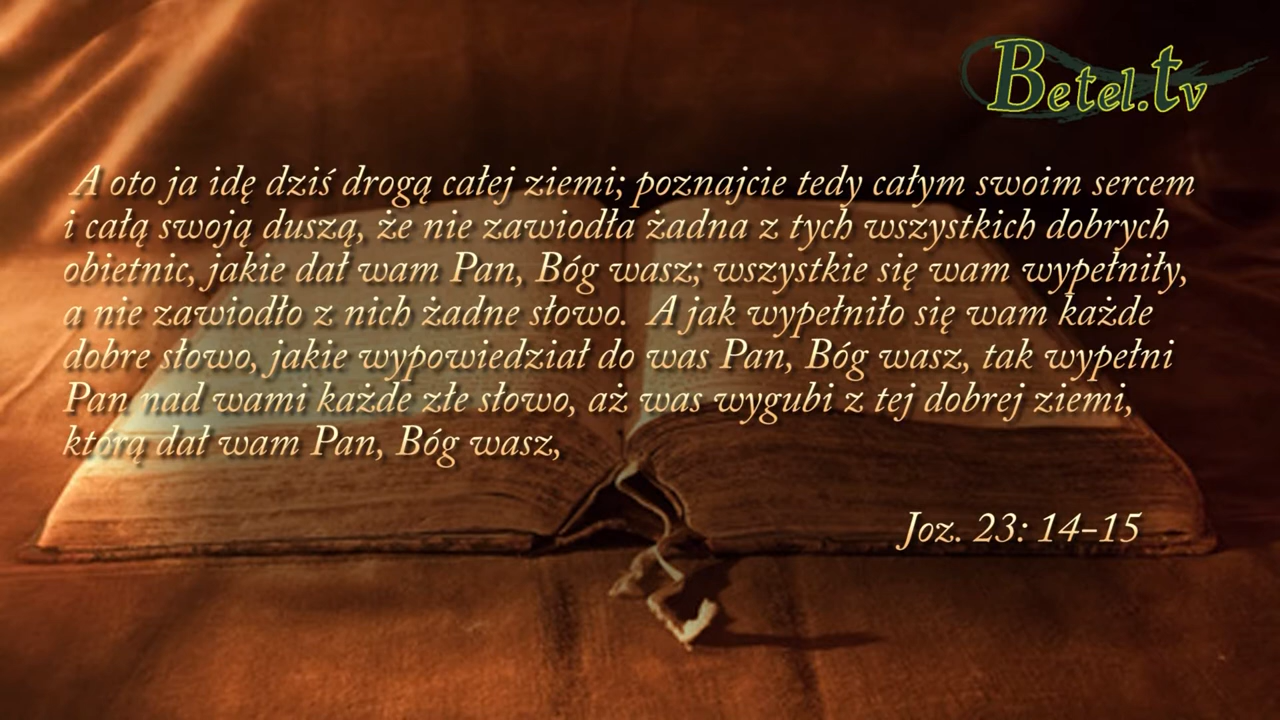 Betel.tv
A oto ja idę dziś drogą całej ziemi; poznajcie tedy całym swoim sercem
i całą swoją duszą, że nie zawiodła żadna z tych wszystkich dobrych
obietnic, jakie dał wam Pan, Bóg wasz; wszystkie się wam wypełniły,
a nie zawiodło z nich żadne słowo. A jak wypełniło się wam każde
dobre słowo, jakie wypowiedział do was Pan, Bóg wasz, tak wypełni
Pan nad wami każde złe słowo, aż was wygubi z tej dobrej ziemi,
którą dał wam Pan, Bóg wasz,
Joz. 23: 14-15